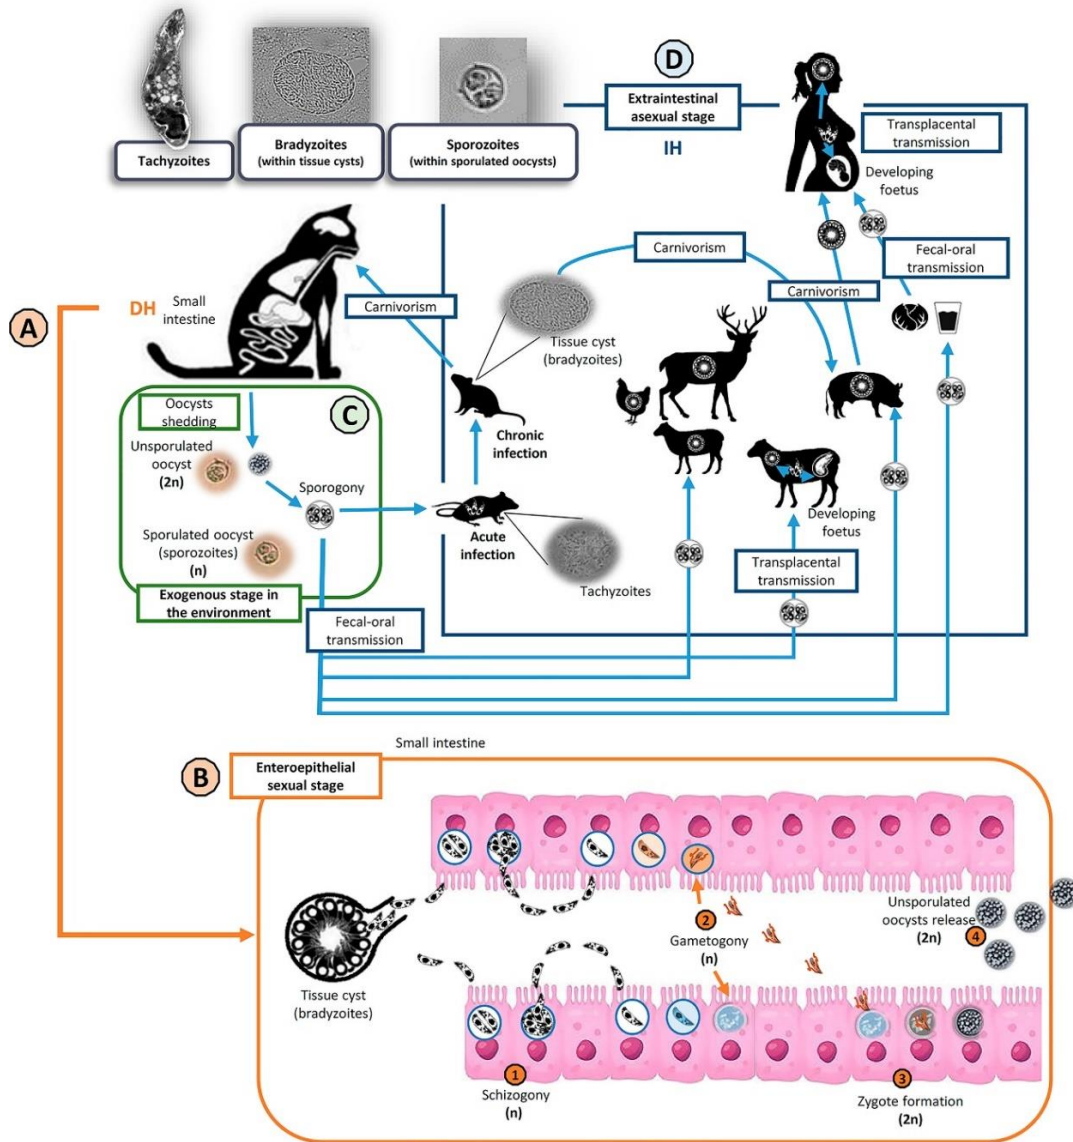 D
Extraintestinal
asexual stage
IH
Tachyzoites
Bradyzoites
(within tissue cysts)
Sporozoites
(within sporulated oocysts)
Transplacental
transmission
Developing
foetus
Carnivorism
Fecal-oral
transmission
Carnivorism
Carnivorism
A
DH
Small
intestine
Tissue cyst
(bradyzoites)
Oocysts
shedding
C
Unsporulated
oocyst
(2n)
Sporogony
Chronic
infection
Sporulated oocyst
(sporozoites)
(n)
Acute
infection
Developing
foetus
Tachyzoites
Transplacental
transmission
Exogenous stage in
the environment
Fecal-oral
transmission
Small intestine
B
Enteroepithelial
sexual stage
2
Gametogony
(n)
Unsporulated
oocysts release
(2n)
4
Tissue cyst
(bradyzoites)
1
Schizogony
(n)
3
Zygote formation
(2n)